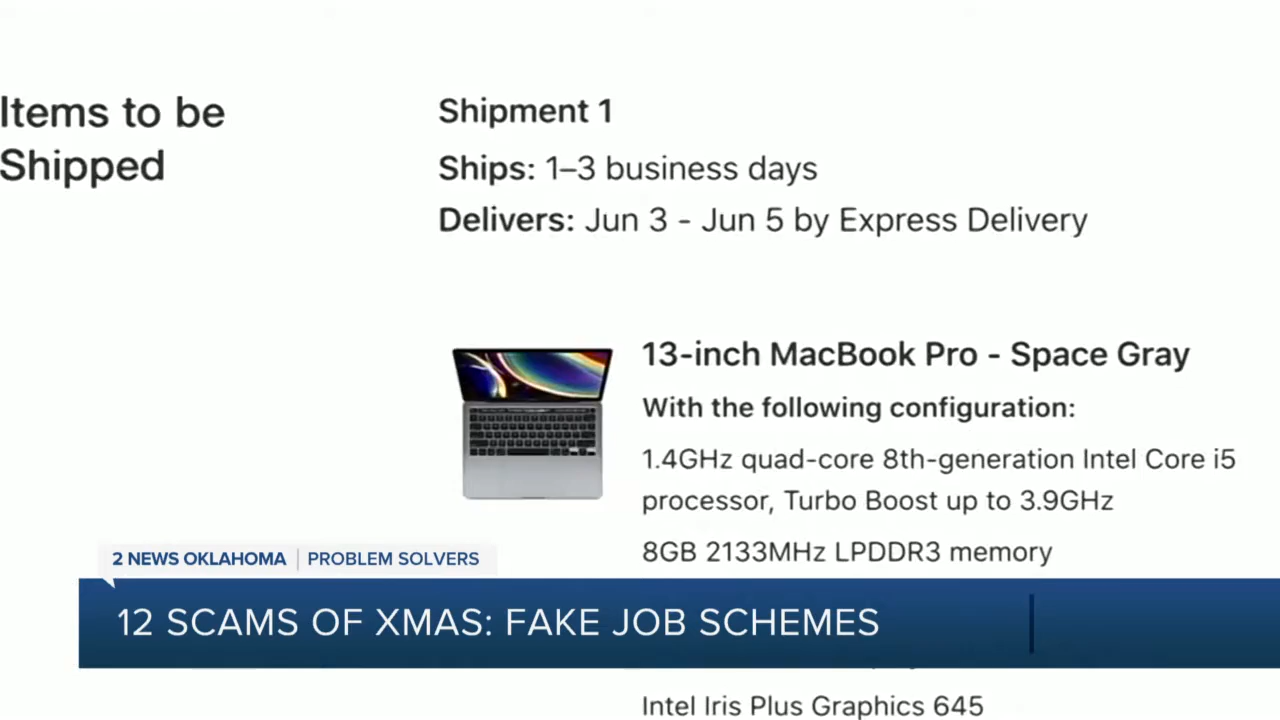 Items to be
Shipped
Shipment 1
Ships: 1–3 business days
Delivers: Jun 3 - Jun 5 by Express Delivery
13-inch MacBook Pro - Space Gray
With the following configuration:
1.4GHz quad-core 8th-generation Intel Core i5
processor, Turbo Boost up to 3.9GHz
8GB 2133MHz LPDDR3 memory
2 NEWS OKLAHOMA | PROBLEM SOLVERS
12 SCAMS OF XMAS: FAKE JOB SCHEMES
Intel Iris Plus Graphics 645